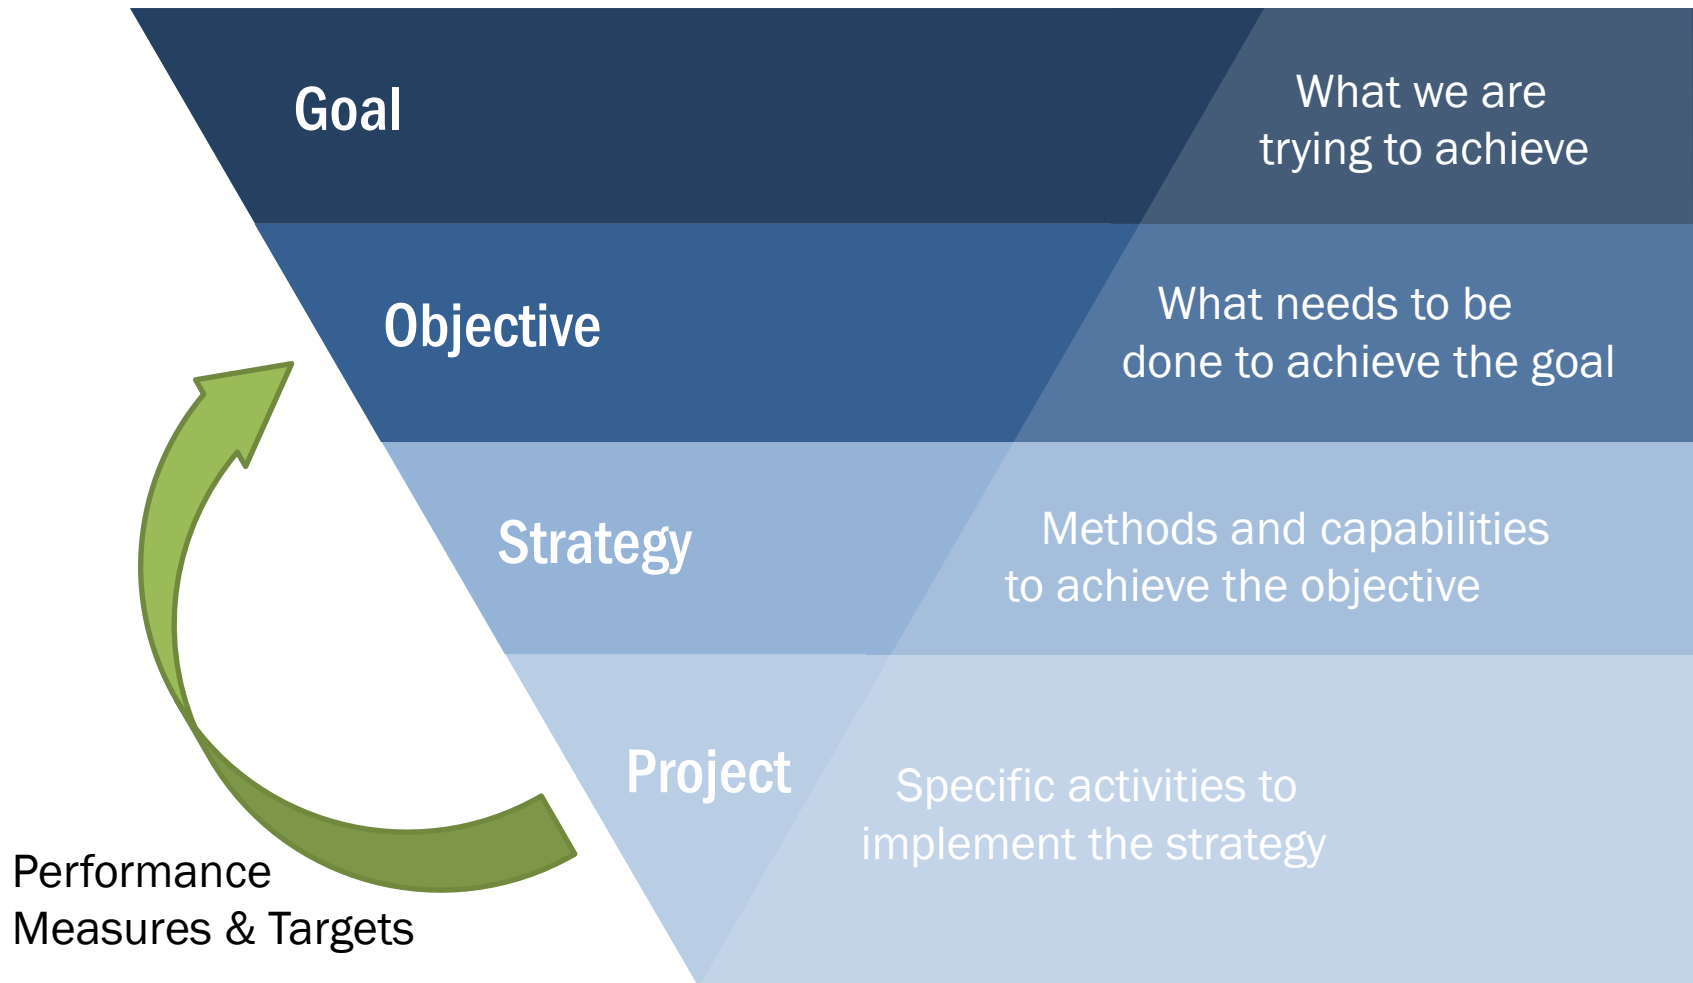 Goal
What we are
trying to achieve
Objective
What needs to be
done to achieve the goal
Strategy
Methods and capabilities
to achieve the objective
Project
Specific activities to
implement the strategy
Performance
Measures & Targets